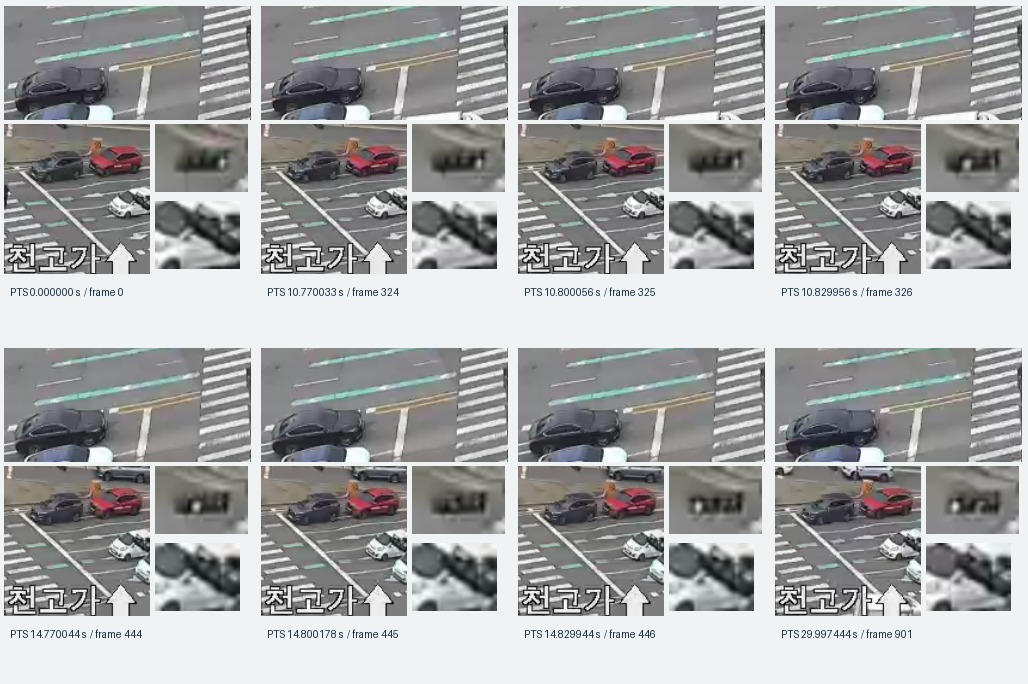 천고가
천고가
천고가
천고가
PTS 0.000000 s / frame 0
PTS 10.770033 s / frame 324
PTS 10.800056 s / frame 325
PTS 10.829956 s / frame 326
천고가
천고가
천고가
천고가
PTS 14.770044 s / frame 444
PTS 14.800178 s / frame 445
PTS 14.829944 s / frame 446
PTS 29.997444 s / frame 901